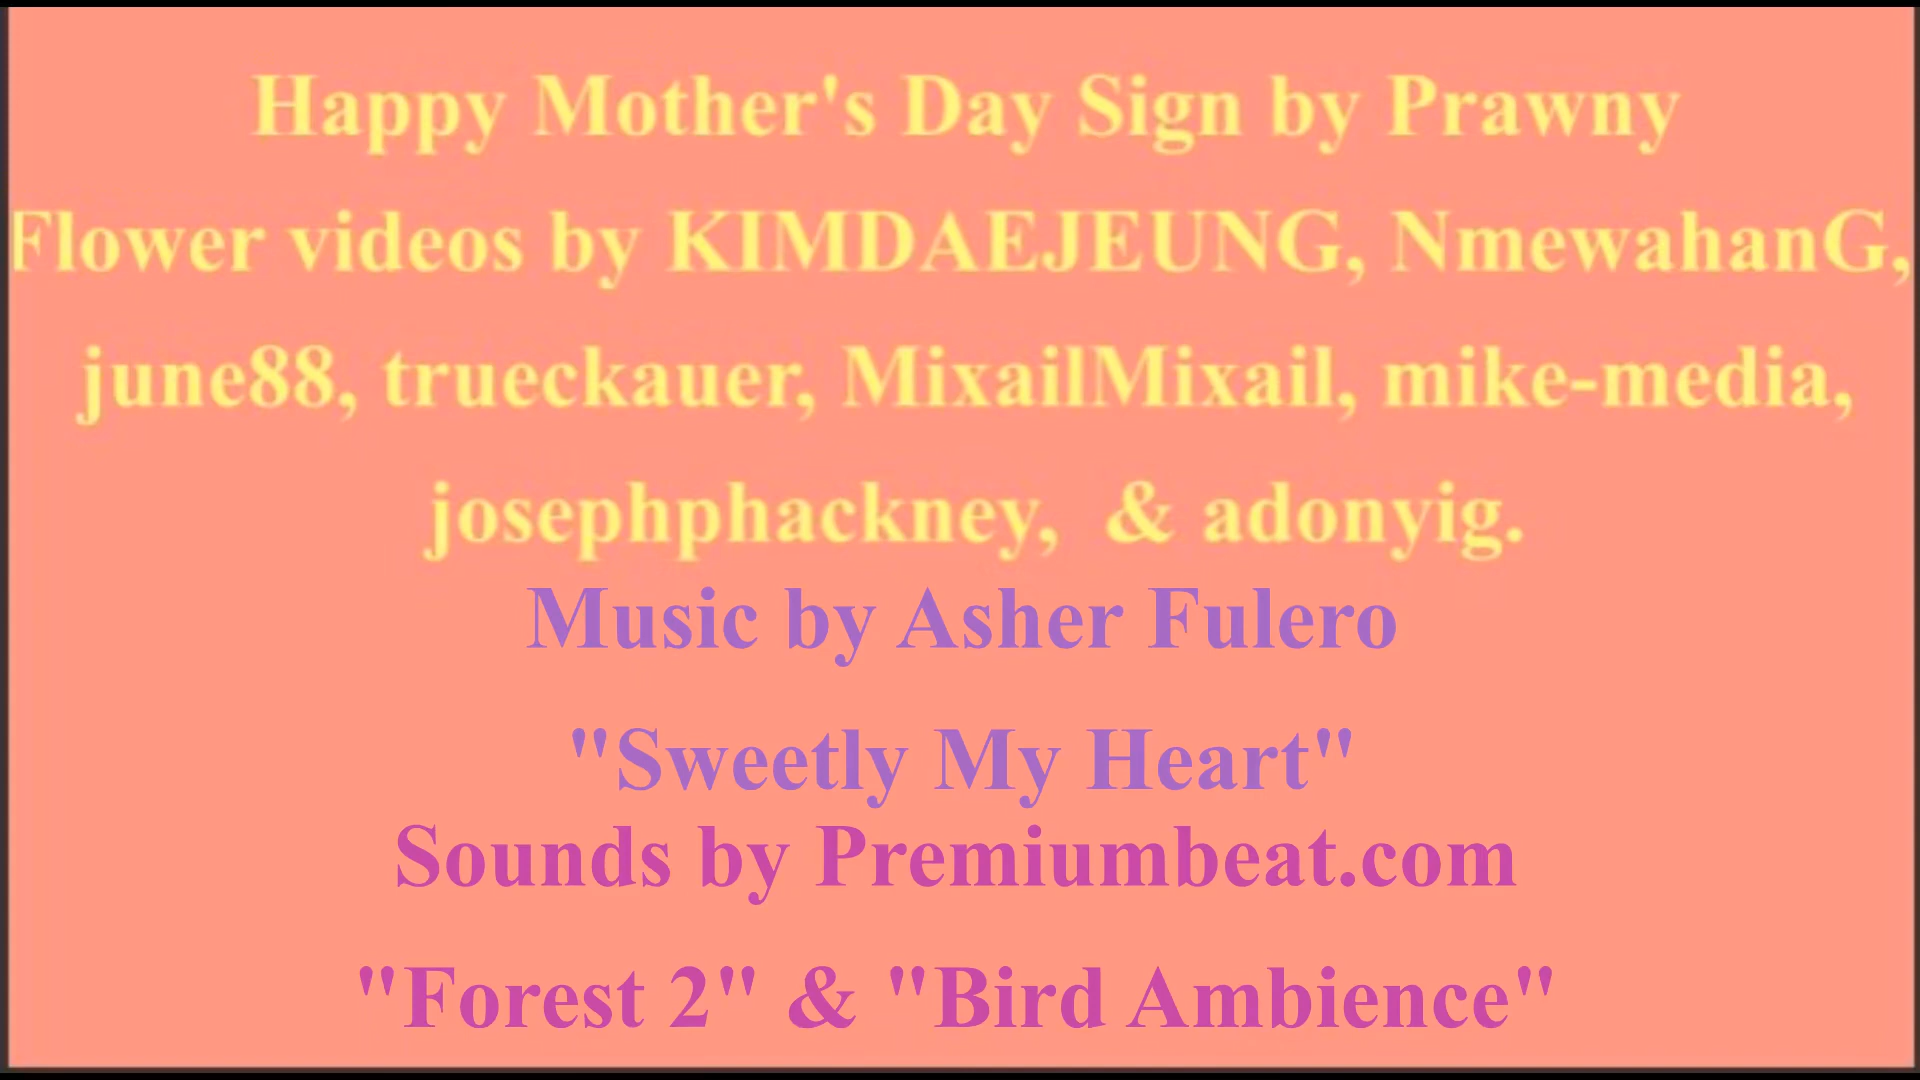 Happy Mother's Day Sign by Prawny
Flower videos by KIMDAEJEUNG, NmewahanG,
june88, trueckauer, MixailMixail, mike-media,
josephphackney,  & adonyig.
Music by Asher Fulero
"Sweetly My Heart"
Sounds by Premiumbeat.com
"Forest 2" & "Bird Ambience"